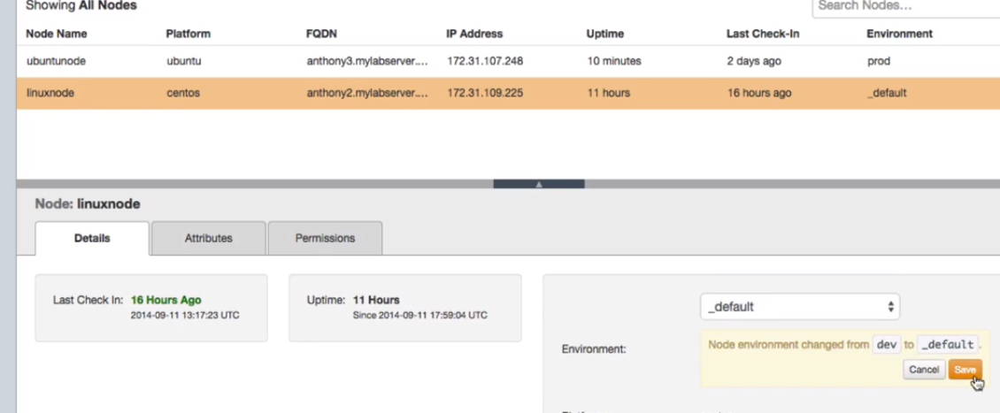 Showing All Nodes
Search Nodes...
Node Name Platform FQDN IP Address Uptime Last Check-In Environment
ubuntunode ubuntu anthony3.mylabserver.... 172.31.107.248 10 minutes 2 days ago prod
linuxnode centos anthony2.mylabserver.... 172.31.109.225 11 hours 16 hours ago _default
Node: linuxnode
Details Attributes Permissions
Last Check In: 16 Hours Ago
2014-09-11 13:17:23 UTC
Uptime: 11 Hours
Since 2014-09-11 17:59:04 UTC
_default
Environment:
Node environment changed from dev to _default .
Cancel Save